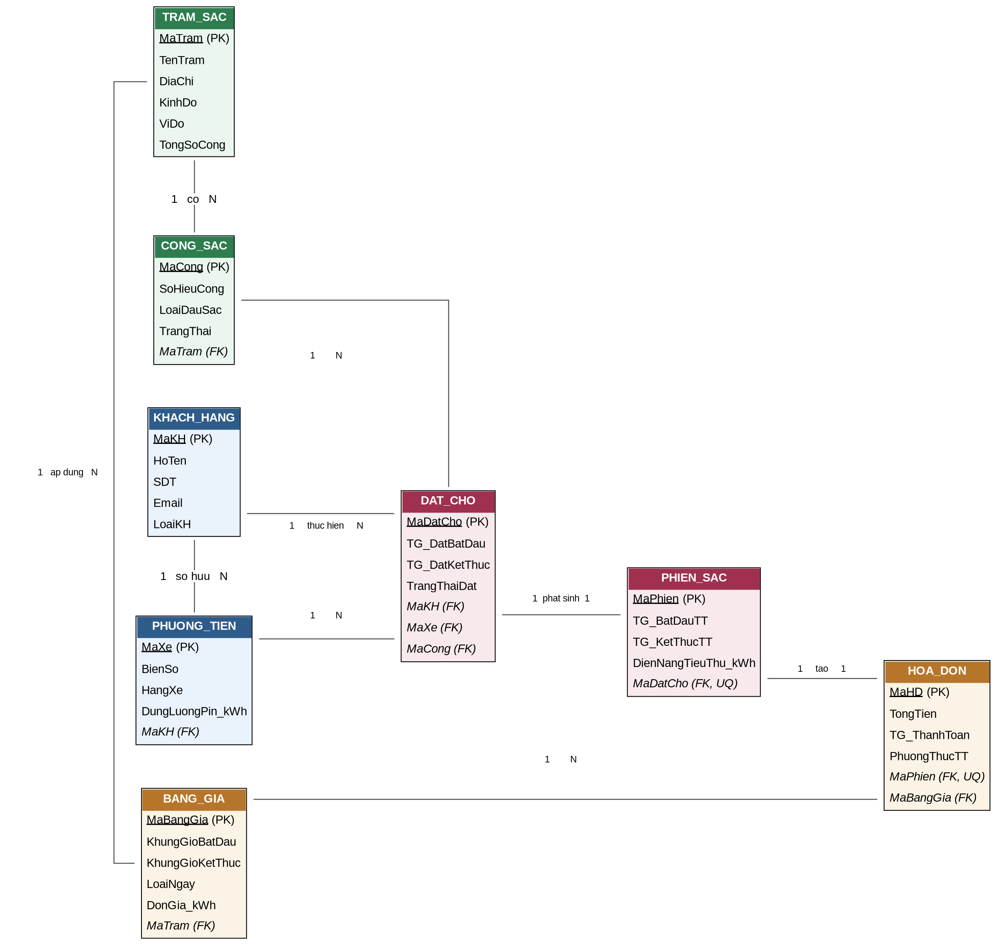 TRAM_SAC
MaTram (PK)
TenTram
DiaChi
KinhDo
ViDo
TongSoCong
1 co N
CONG_SAC
MaCong (PK)
SoHieuCong
LoaiDauSac
TrangThai
MaTram (FK)
1 N
KHACH_HANG
MaKH (PK)
HoTen
SDT
Email
LoaiKH
1 ap dung N
1 thuc hien N
1 so huu N
PHUONG_TIEN
MaXe (PK)
BienSo
HangXe
DungLuongPin_kWh
MaKH (FK)
1 N
DAT_CHO
MaDatCho (PK)
TG_DatBatDau
TG_DatKetThuc
TrangThaiDat
MaKH (FK)
MaXe (FK)
MaCong (FK)
1 phat sinh 1
PHIEN_SAC
MaPhien (PK)
TG_BatDauTT
TG_KetThucTT
DienNangTieuThu_kWh
MaDatCho (FK, UQ)
1 tao 1
HOA_DON
MaHD (PK)
TongTien
TG_ThanhToan
PhuongThucTT
MaPhien (FK, UQ)
MaBangGia (FK)
1 N
BANG_GIA
MaBangGia (PK)
KhungGioBatDau
KhungGioKetThuc
LoaiNgay
DonGia_kWh
MaTram (FK)